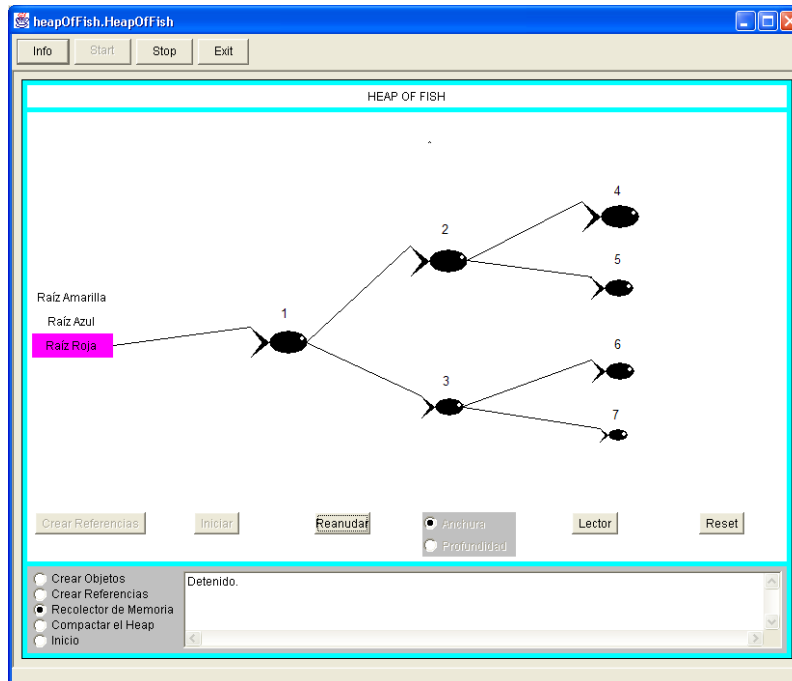 heapOfFish.HeapOfFish
Info Start Stop Exit
HEAP OF FISH
4
2
5
Raíz Amarilla
1
Raíz Azul
Raíz Roja
6
3
7
Crear Referencias Iniciar Reanudar Anchura Lector Reset
Profundidad
Crear Objetos
Detenido.
Crear Referencias
Recolector de Memoria
Compactar el Heap
Inicio